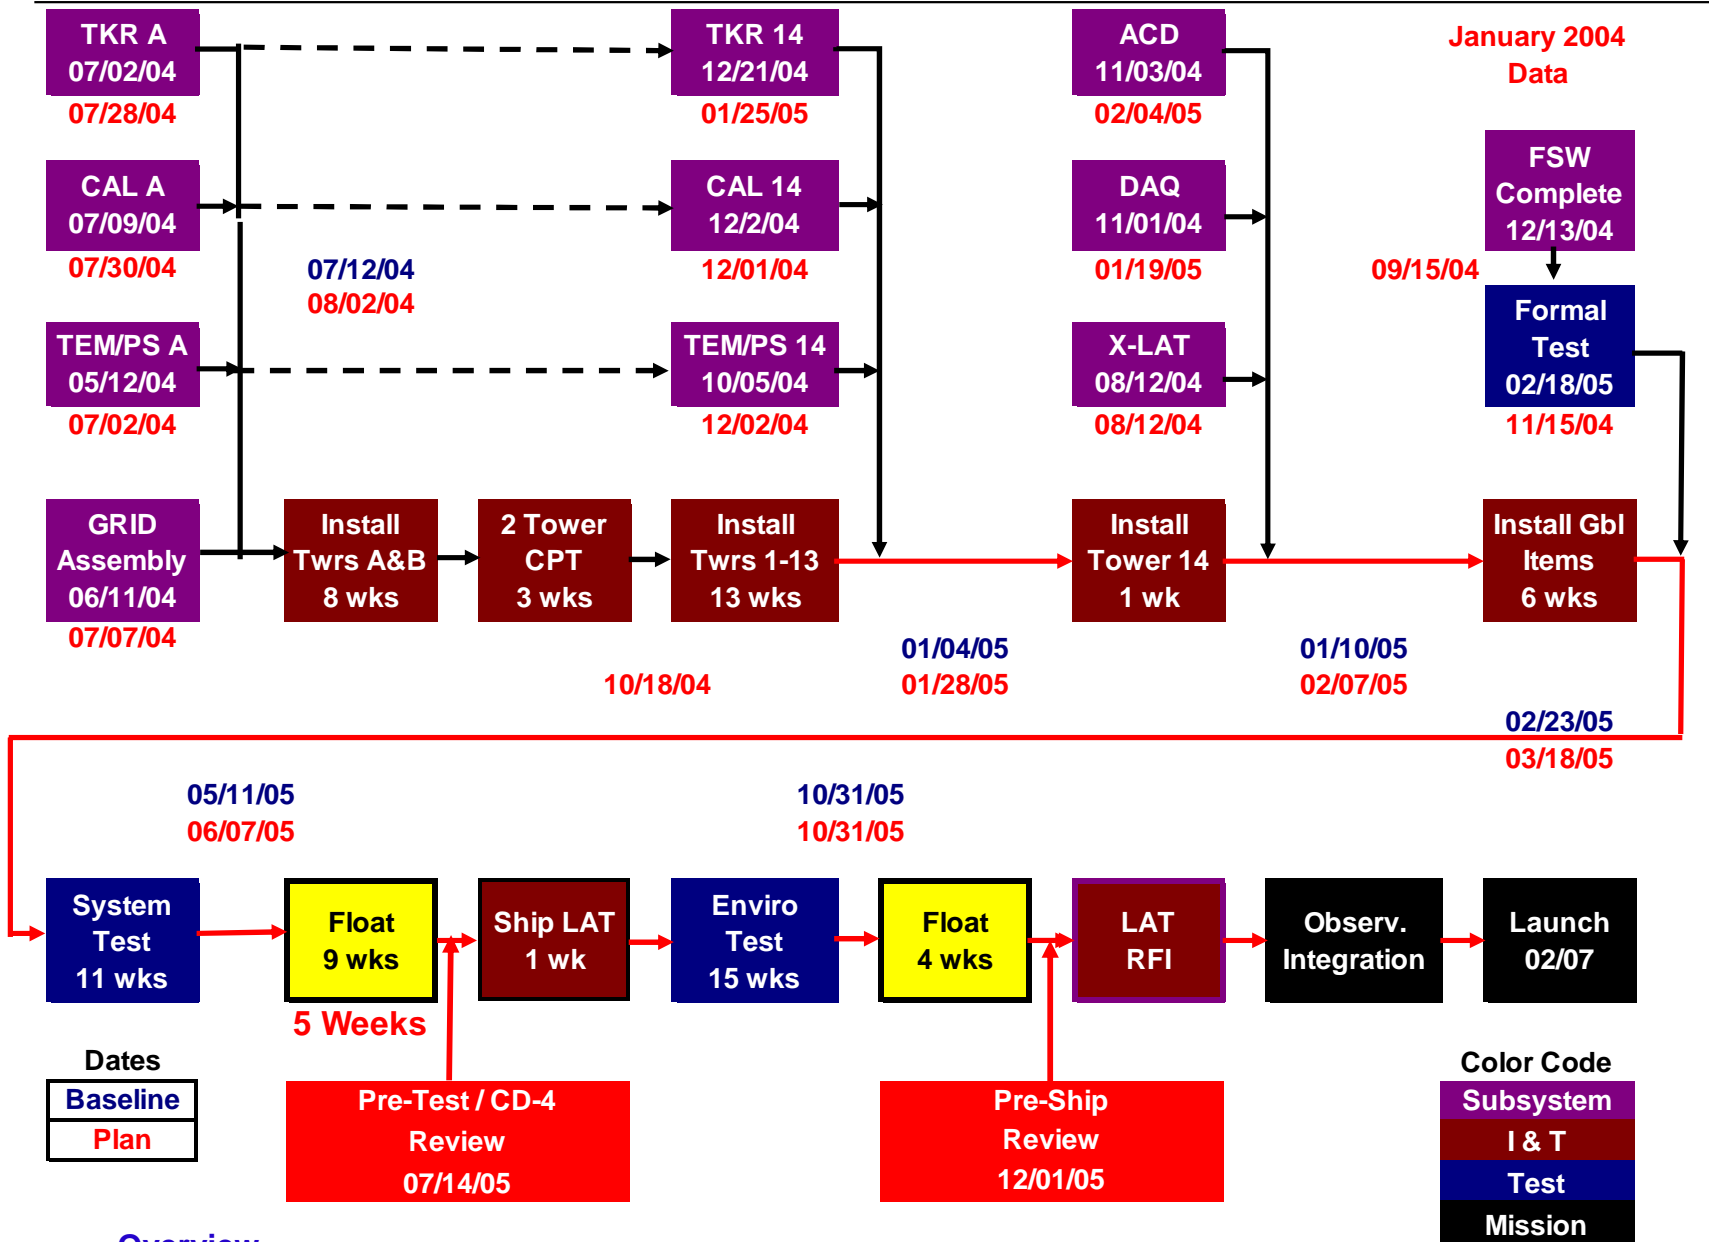 TKR A
07/02/04
07/28/04
TKR 14
12/21/04
01/25/05
ACD
11/03/04
02/04/05
January 2004
Data
CAL A
07/09/04
07/30/04
07/12/04
08/02/04
CAL 14
12/2/04
12/01/04
DAQ
11/01/04
01/19/05
FSW
Complete
12/13/04
09/15/04
TEM/PS A
05/12/04
07/02/04
TEM/PS 14
10/05/04
12/02/04
X-LAT
08/12/04
08/12/04
Formal
Test
02/18/05
11/15/04
GRID
Assembly
06/11/04
07/07/04
Install
Twrs A&B
8 wks
2 Tower
CPT
3 wks
Install
Twrs 1-13
13 wks
Install
Tower 14
1 wk
Install Gbl
Items
6 wks
10/18/04
01/04/05
01/28/05
01/10/05
02/07/05
02/23/05
03/18/05
05/11/05
06/07/05
10/31/05
10/31/05
System
Test
11 wks
Float
9 wks
5 Weeks
Ship LAT
1 wk
Enviro
Test
15 wks
Float
4 wks
LAT
RFI
Observ.
Integration
Launch
02/07
Dates
Baseline
Plan
Pre-Test / CD-4
Review
07/14/05
Pre-Ship
Review
12/01/05
Color Code
Subsystem
I & T
Test
Mission
Overview